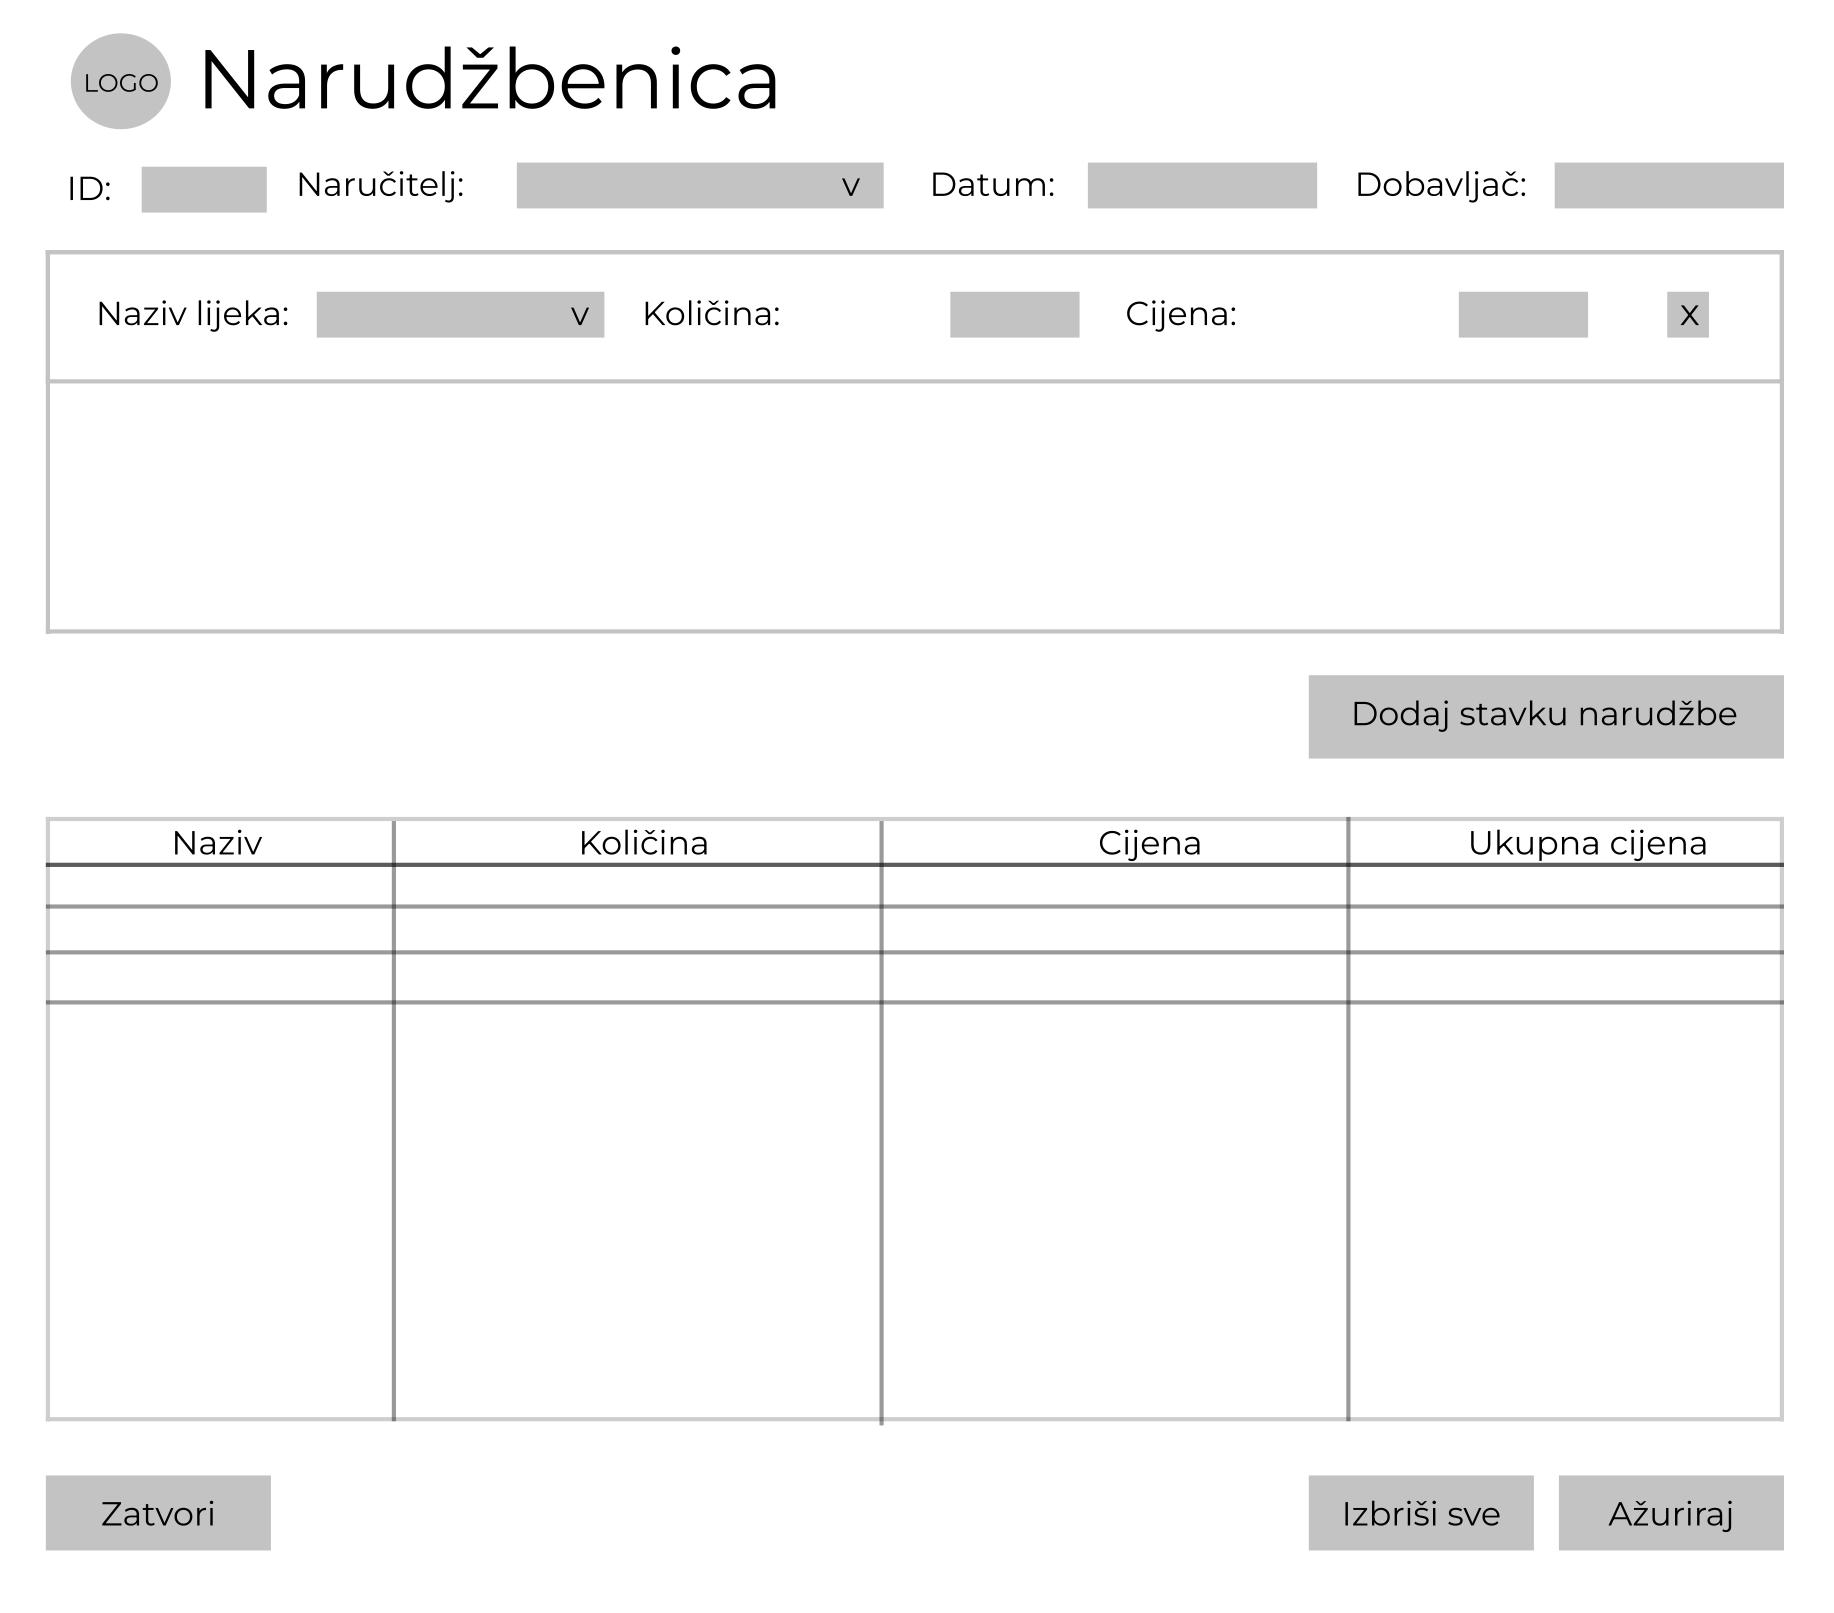 LOGO
Narudžbenica
ID: Naručitelj: v Datum: Dobavljač:
Naziv lijeka: v Količina: Cijena: X
Dodaj stavku narudžbe
Naziv Količina Cijena Ukupna cijena
Zatvori Izbriši sve Ažuriraj